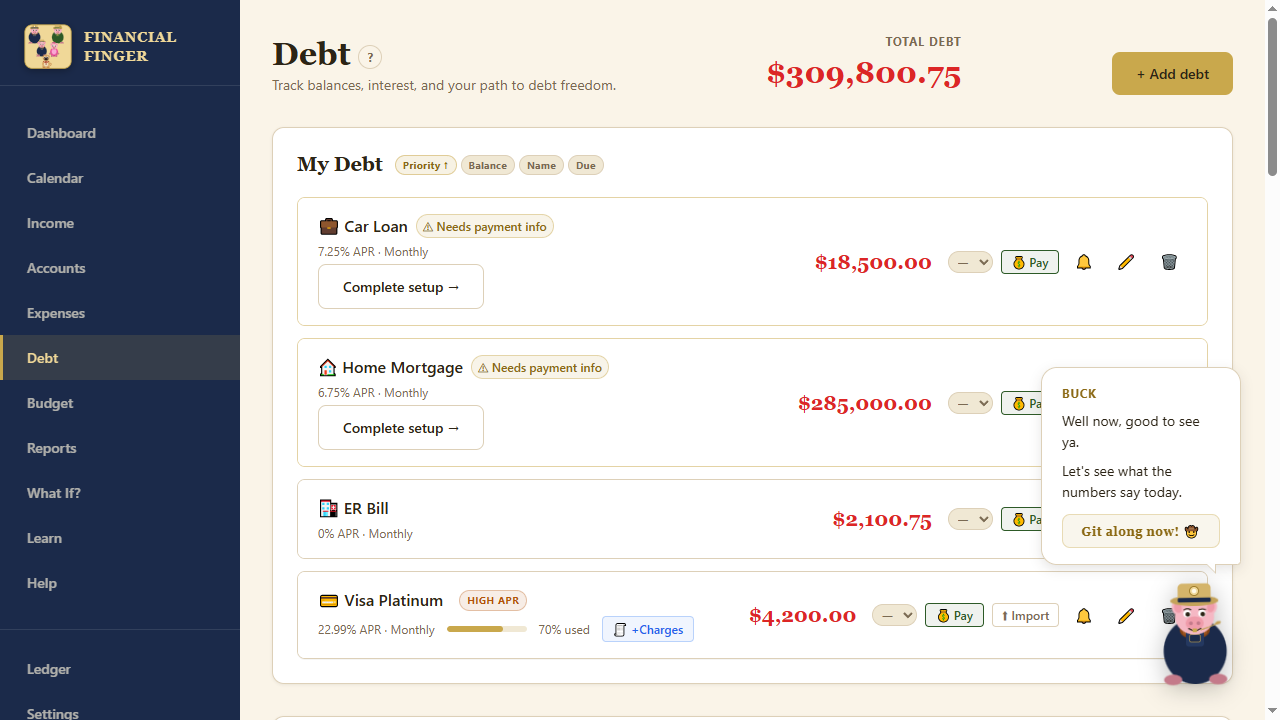 FINANCIAL
FINGER
Dashboard
Calendar
Income
Accounts
Expenses
Debt
Budget
Reports
What If?
Learn
Help
Ledger
Settings
Debt ?
Track balances, interest, and your path to debt freedom.
TOTAL DEBT
$309,800.75
+ Add debt
My Debt Priority ↑ Balance Name Due
Car Loan ⚠ Needs payment info
7.25% APR · Monthly
Complete setup →
$18,500.00 — Pay
Home Mortgage ⚠ Needs payment info
6.75% APR · Monthly
Complete setup →
$285,000.00 — Pa
ER Bill
0% APR · Monthly
$2,100.75 — Pa
Visa Platinum HIGH APR
22.99% APR · Monthly 70% used +Charges
$4,200.00 — Pay ⬆ Import
BUCK
Well now, good to see
ya.
Let's see what the
numbers say today.
Git along now! 🤠